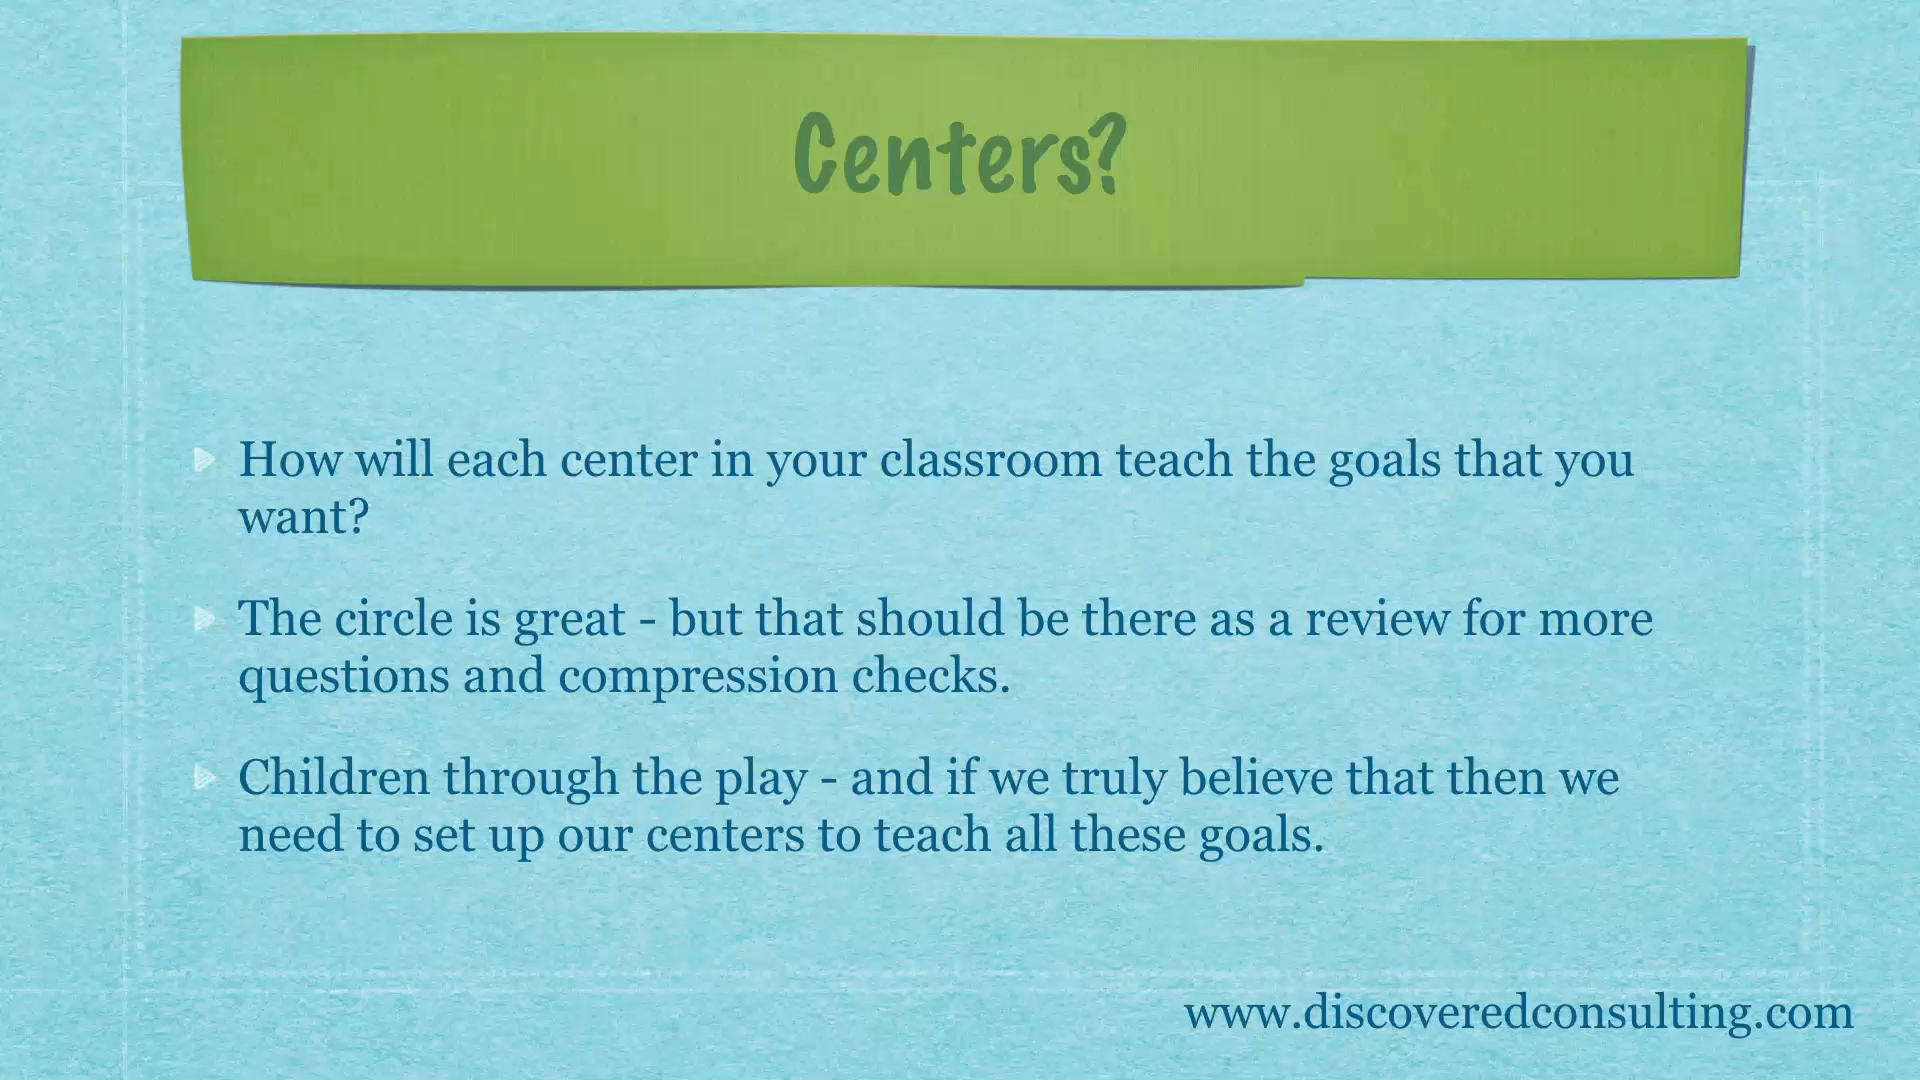 Centers?
How will each center in your classroom teach the goals that you
want?
The circle is great - but that should be there as a review for more
questions and compression checks.
Children through the play - and if we truly believe that then we
need to set up our centers to teach all these goals.
www.discoveredconsulting.com